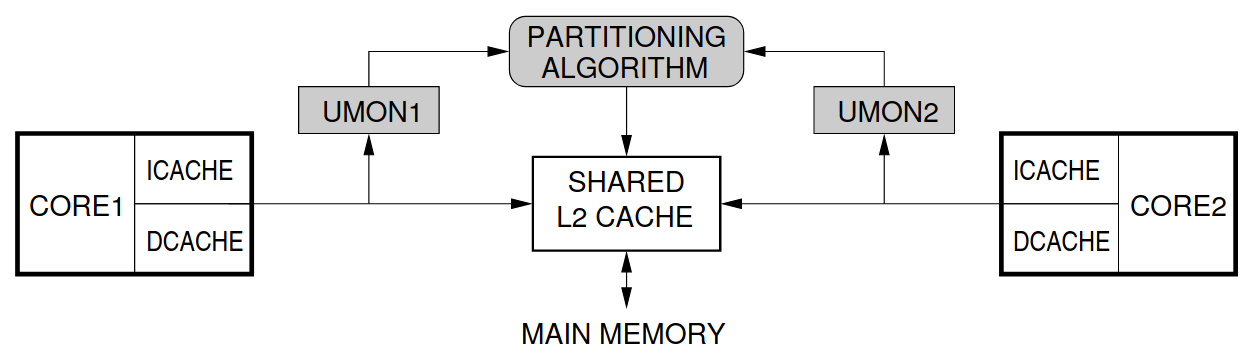 PARTITIONING
ALGORITHM
UMON1
UMON2
CORE1
ICACHE
DCACHE
SHARED
L2 CACHE
ICACHE
DCACHE
CORE2
MAIN MEMORY